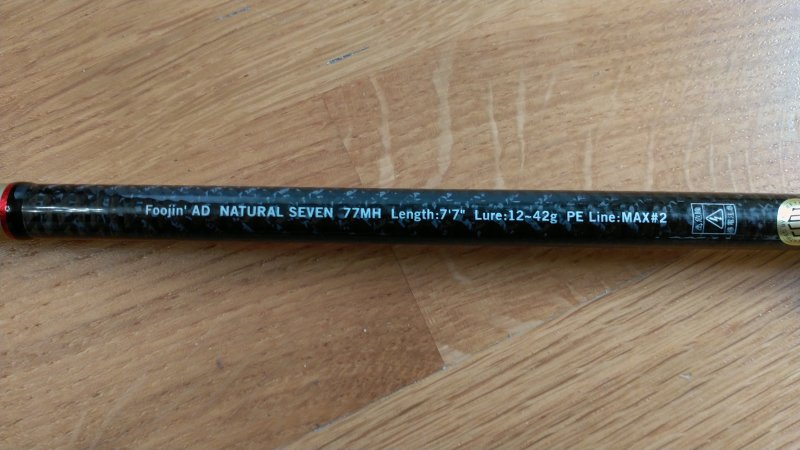 Foojin' AD NATURAL SEVEN 77MH Length:7'7" Lure:12~42g PE Line:MAX#2